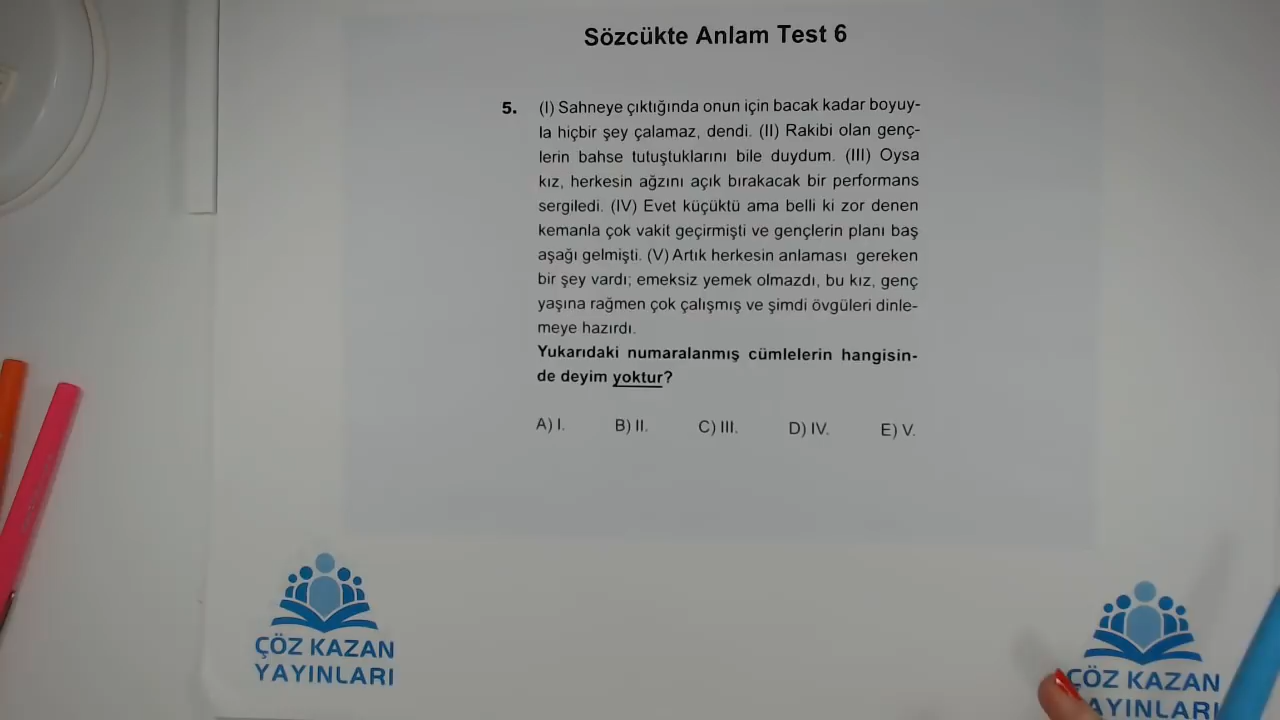 Sözcükte Anlam Test 6
5. (I) Sahneye çıktığında onun için bacak kadar boyuy-
la hiçbir şey çalamaz, dendi. (II) Rakibi olan genç-
lerin bahse tutuştuklarını bile duydum. (III) Oysa
kız, herkesin ağzını açık bırakacak bir performans
sergiledi. (IV) Evet küçüktü ama belli ki zor denen
kemanla çok vakit geçirmişti ve gençlerin planı baş
aşağı gelmişti. (V) Artık herkesin anlaması gereken
bir şey vardı; emeksiz yemek olmazdı, bu kız, genç
yaşına rağmen çok çalışmış ve şimdi övgüleri dinle-
meye hazırdı.
Yukarıdaki numaralanmış cümlelerin hangisin-
de deyim yoktur?
A) I. B) II. C) III. D) IV. E) V.
ÇÖZ KAZAN
YAYINLARI
ÇÖZ KAZAN
YAYINLARI